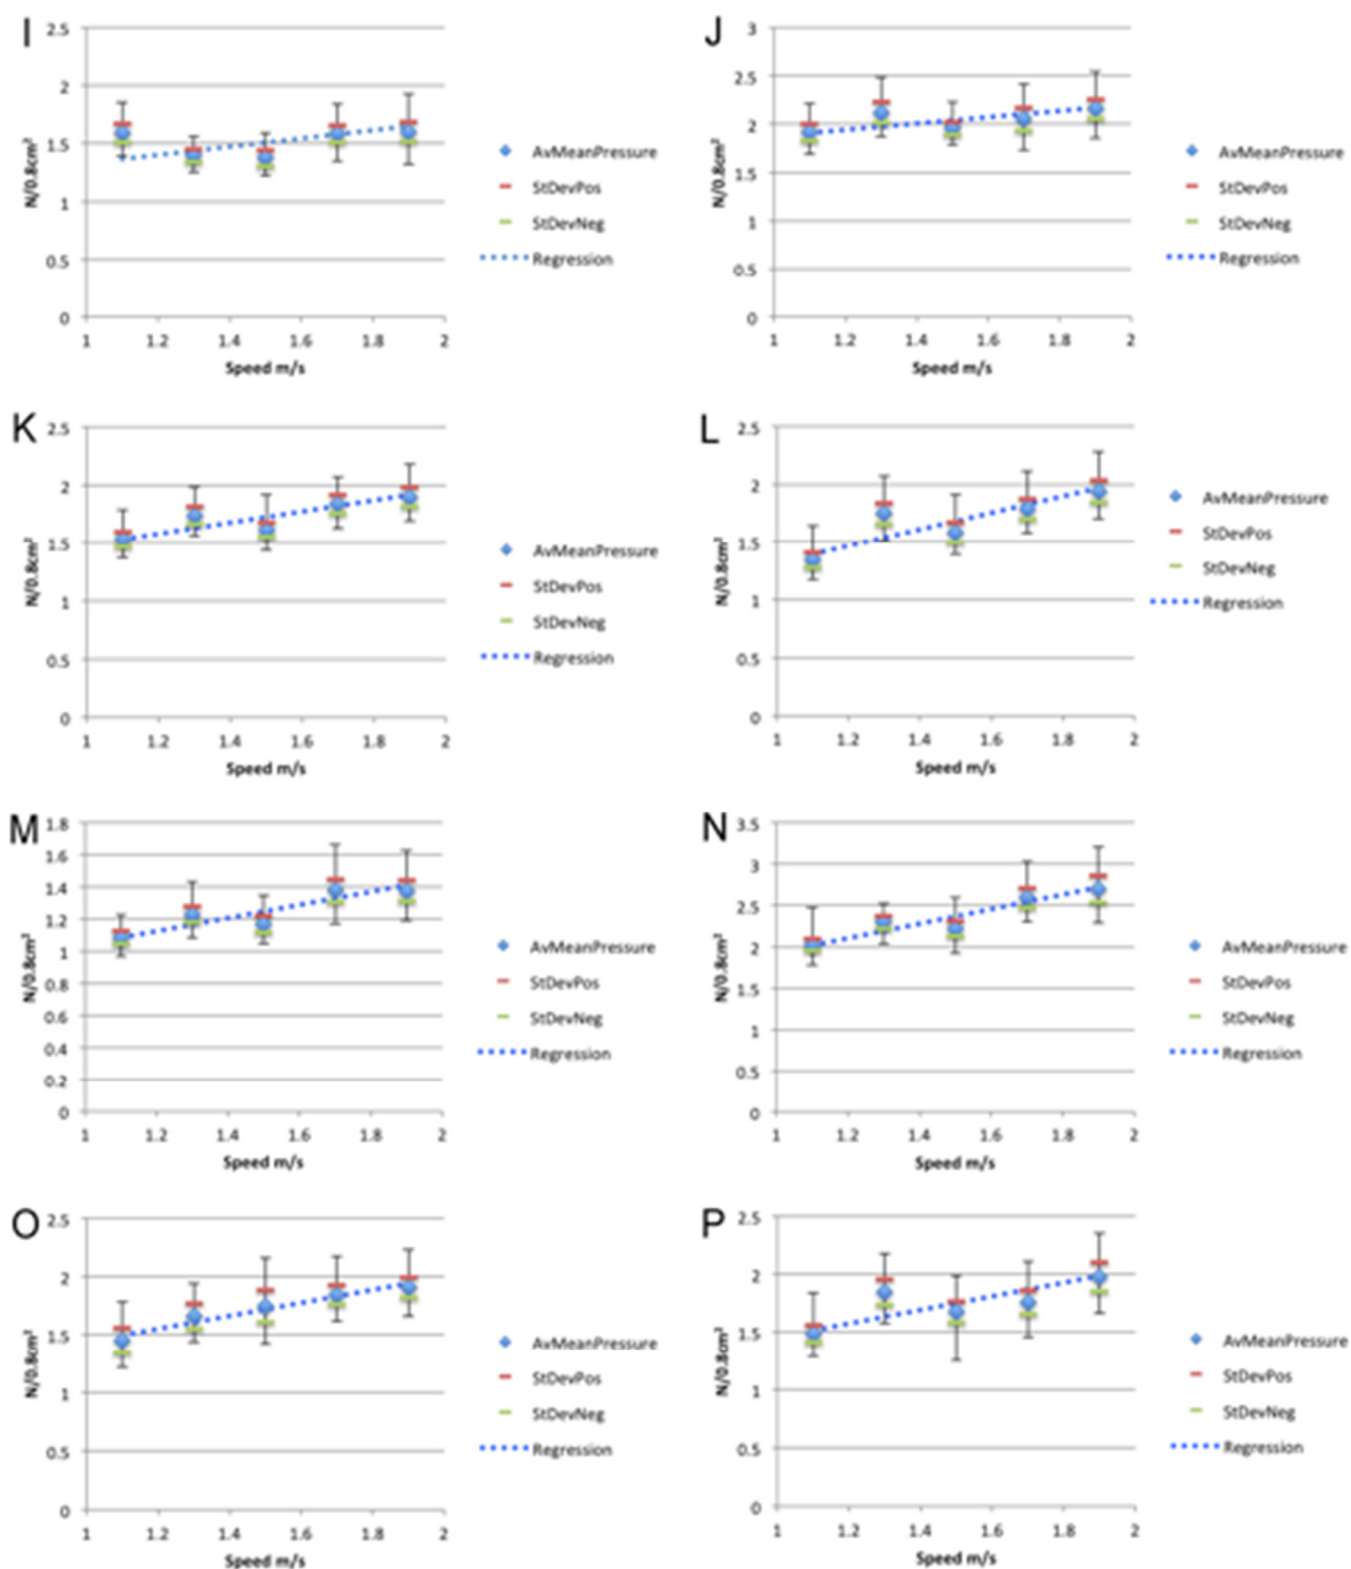 I
2.5
2
1.5
1
0.5
0
N/0.8cm²
1 1.2 1.4 1.6 1.8 2
Speed m/s
AvMeanPressure
StDevPos
StDevNeg
Regression
J
3
2.5
2
1.5
1
0.5
0
N/0.8cm²
1 1.2 1.4 1.6 1.8 2
Speed m/s
AvMeanPressure
StDevPos
StDevNeg
Regression
K
2.5
2
1.5
1
0.5
0
N/0.8cm²
1 1.2 1.4 1.6 1.8 2
Speed m/s
AvMeanPressure
StDevPos
StDevNeg
Regression
L
2.5
2
1.5
1
0.5
0
N/0.8cm²
1 1.2 1.4 1.6 1.8 2
Speed m/s
AvMeanPressure
StDevPos
StDevNeg
Regression
M
1.8
1.6
1.4
1.2
1
0.8
0.6
0.4
0.2
0
N/0.8cm²
1 1.2 1.4 1.6 1.8 2
Speed m/s
AvMeanPressure
StDevPos
StDevNeg
Regression
N
3.5
3
2.5
2
1.5
1
0.5
0
N/0.8cm²
1 1.2 1.4 1.6 1.8 2
Speed m/s
AvMeanPressure
StDevPos
StDevNeg
Regression
O
2.5
2
1.5
1
0.5
0
N/0.8cm²
1 1.2 1.4 1.6 1.8 2
Speed m/s
AvMeanPressure
StDevPos
StDevNeg
Regression
P
2.5
2
1.5
1
0.5
0
N/0.8cm²
1 1.2 1.4 1.6 1.8 2
Speed m/s
AvMeanPressure
StDevPos
StDevNeg
Regression